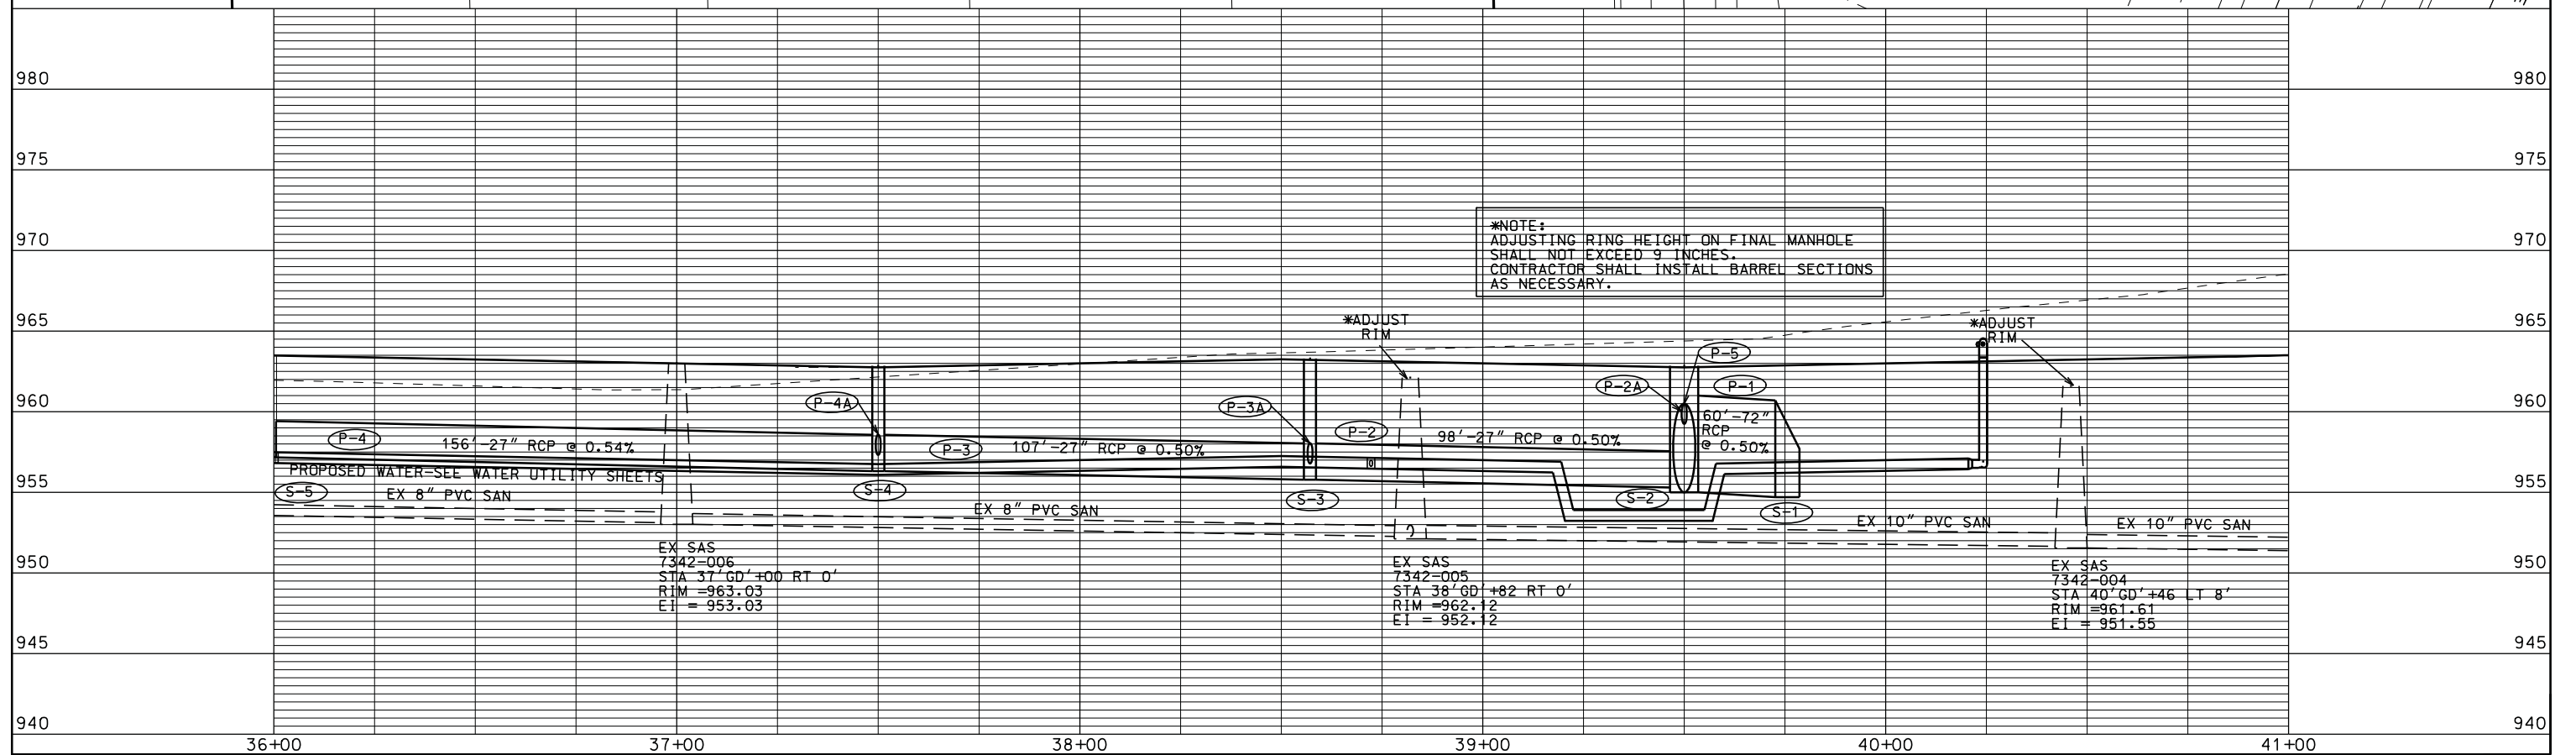 980
980
975
975
970
970
965
965
960
960
955
955
950
950
945
945
940
940
*NOTE:
ADJUSTING RING HEIGHT ON FINAL MANHOLE
SHALL NOT EXCEED 9 INCHES.
CONTRACTOR SHALL INSTALL BARREL SECTIONS
AS NECESSARY.
*ADJUST
RIM
*ADJUST
RIM
P-5
P-2A
P-1
P-4A
P-3A
P-4
156'-27" RCP @ 0.54%
P-3
107'-27" RCP @ 0.50%
P-2
98'-27" RCP @ 0.50%
60'-72"
RCP
@ 0.50%
PROPOSED WATER-SEE WATER UTILITY SHEETS
S-5
EX 8" PVC SAN
S-4
S-3
S-2
S-1
EX 8" PVC SAN
EX 10" PVC SAN
EX 10" PVC SAN
EX SAS
7342-006
STA 37'GD'+00 RT 0'
RIM =963.03
EI = 953.03
EX SAS
7342-005
STA 38'GD'+82 RT 0'
RIM =962.12
EI = 952.12
EX SAS
7342-004
STA 40'GD'+46 LT 8'
RIM =961.61
EI = 951.55
36+00
37+00
38+00
39+00
40+00
41+00